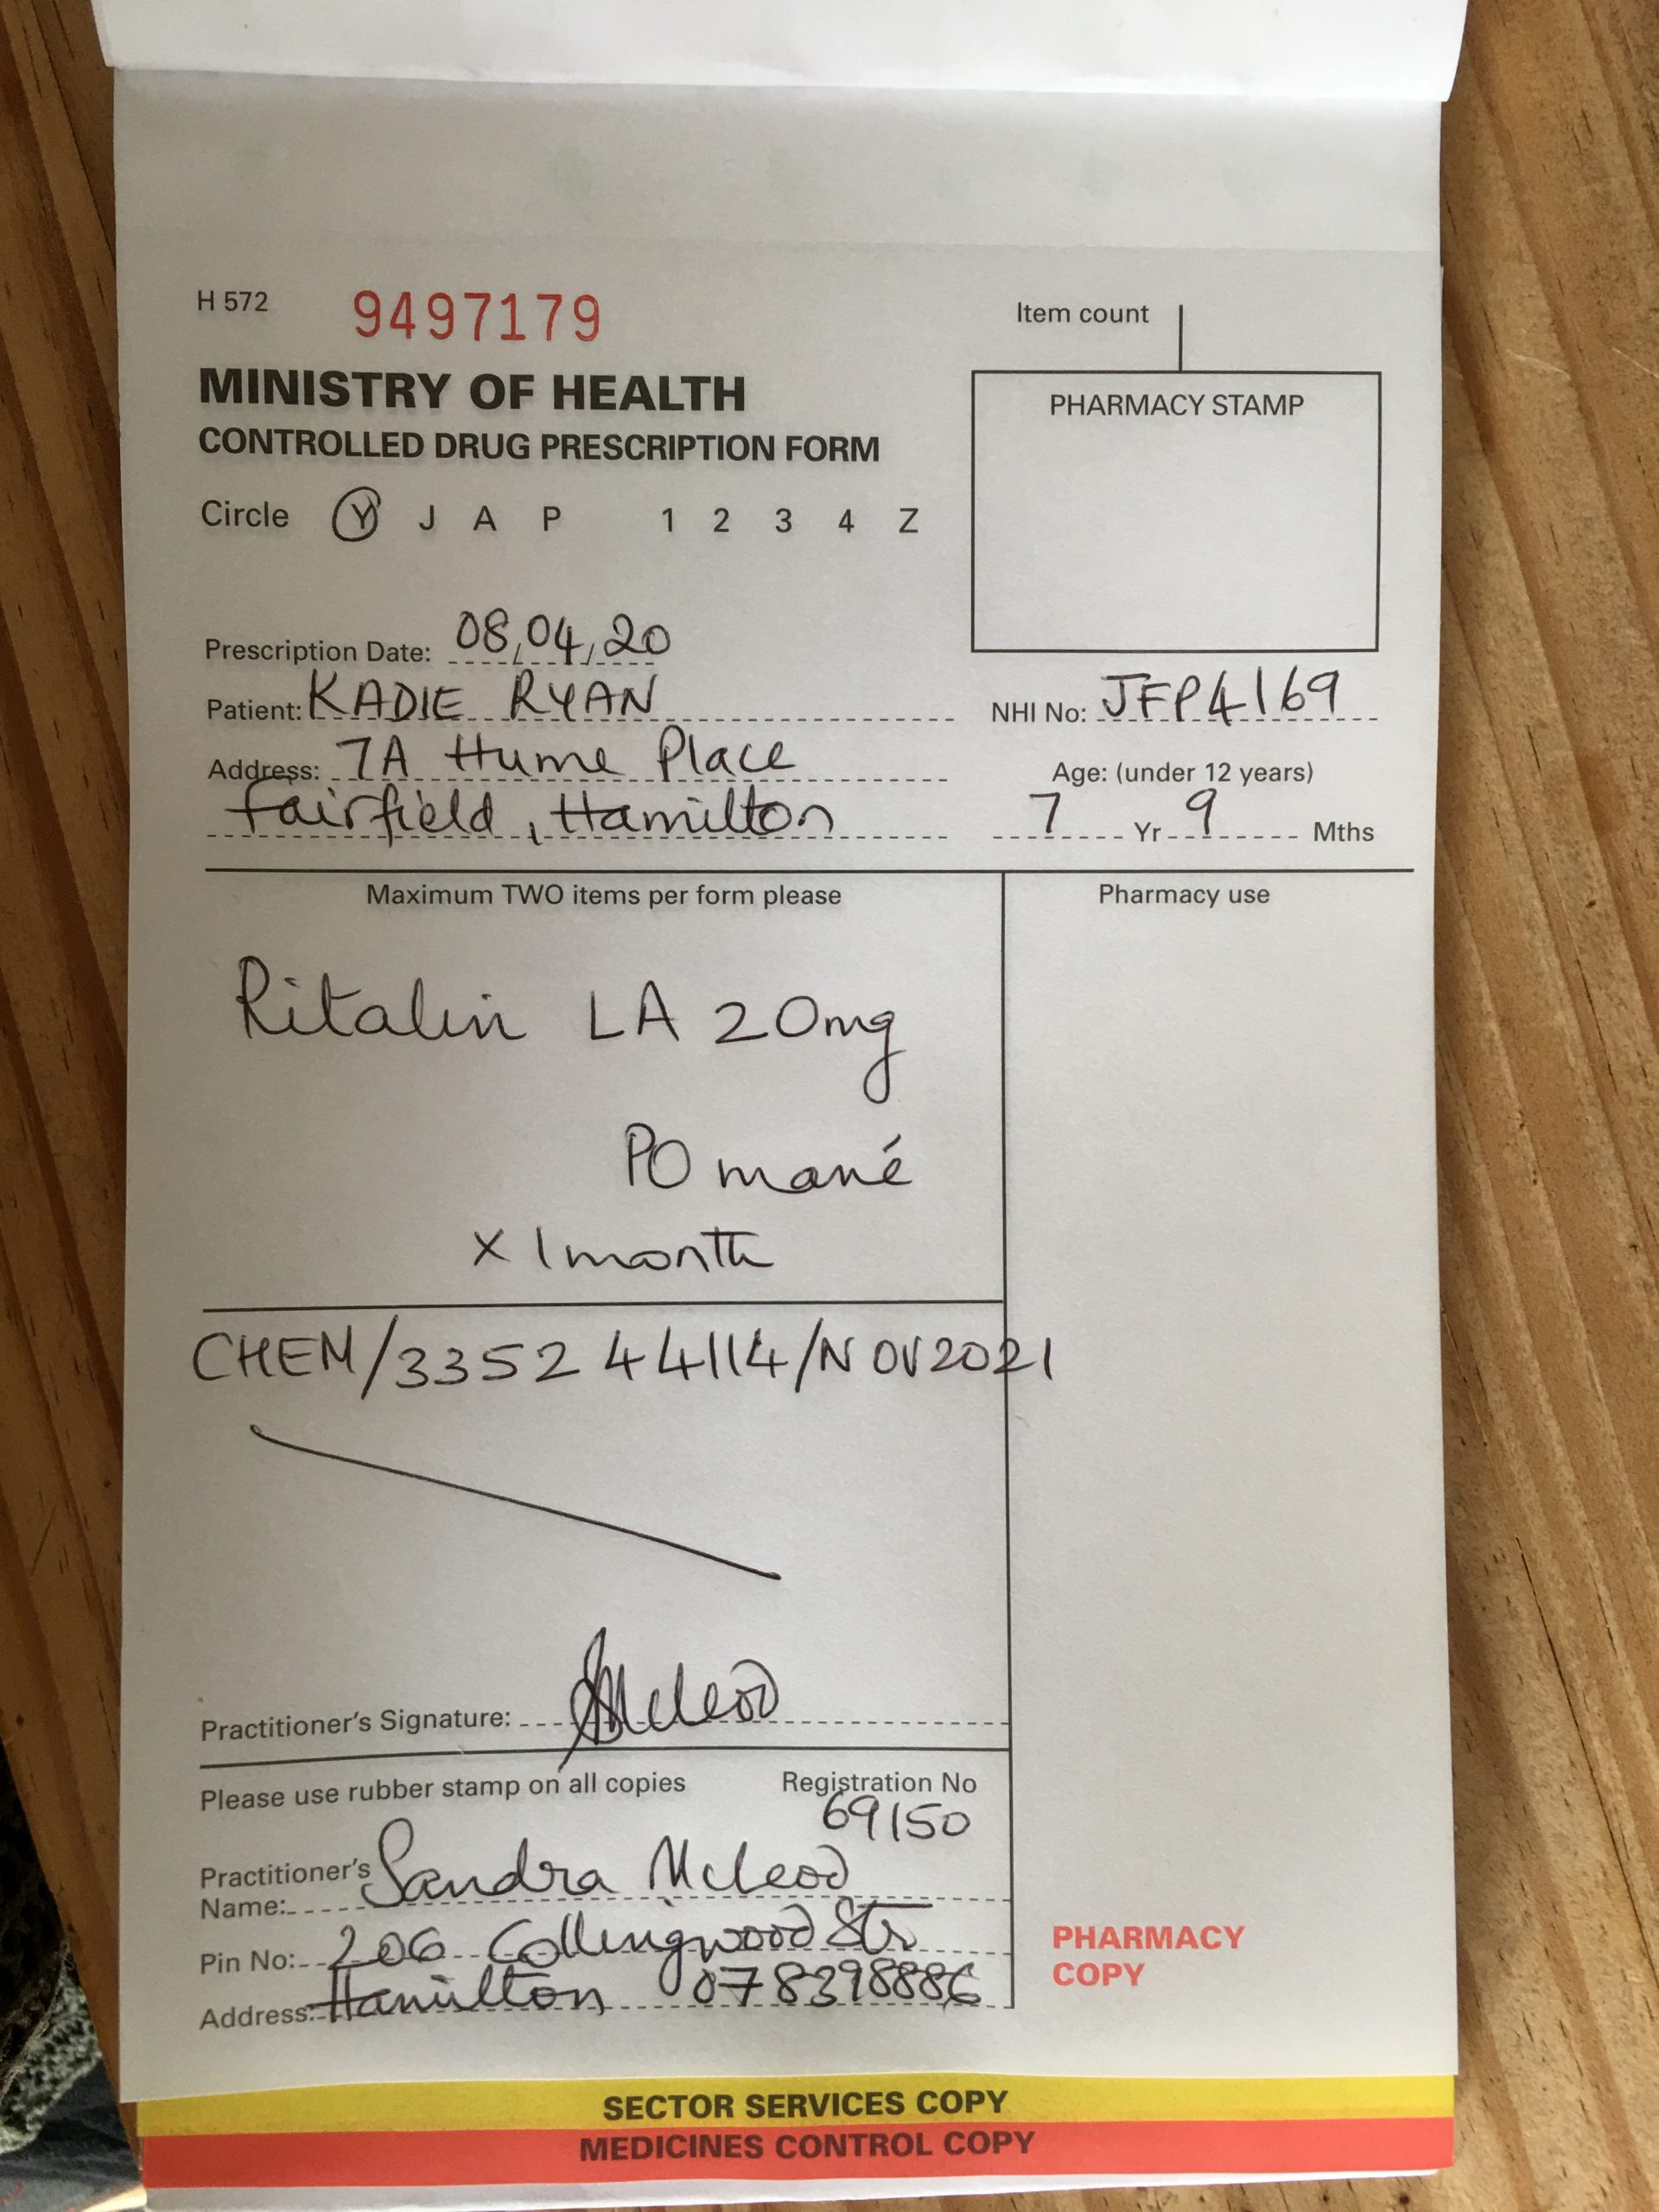 H 572 9497179
Item count
MINISTRY OF HEALTH
CONTROLLED DRUG PRESCRIPTION FORM
PHARMACY STAMP
Circle Y J A P 1 2 3 4 Z
Prescription Date: 08,04,20
Patient: KADIE RYAN
NHI No: JFP4169
Address: 7A Hume Place
Fairfield, Hamilton
Age: (under 12 years)
7 Yr 9 Mths
Maximum TWO items per form please
Pharmacy use
Ritalin LA 20mg
PO mané
x 1month
CHEM/335244114/NOV2021
Practitioner's Signature: SMcleod
Please use rubber stamp on all copies
Registration No
69150
Practitioner's
Name: Sandra Mcleod
Pin No: 206 Collingwood Str
Address: Hamilton 078398886
PHARMACY
COPY
SECTOR SERVICES COPY
MEDICINES CONTROL COPY